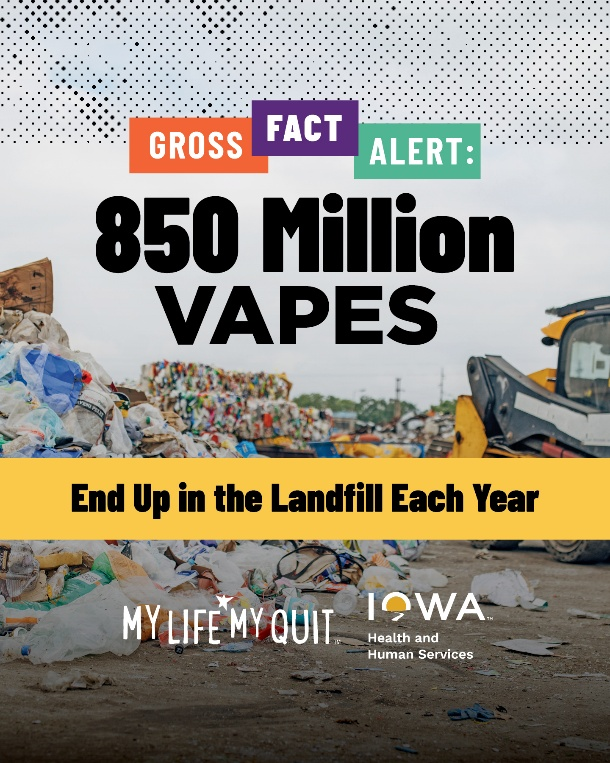 GROSS FACT ALERT:
850 Million
VAPES
End Up in the Landfill Each Year
MY LIFE MY QUIT
IOWA
Health and
Human Services